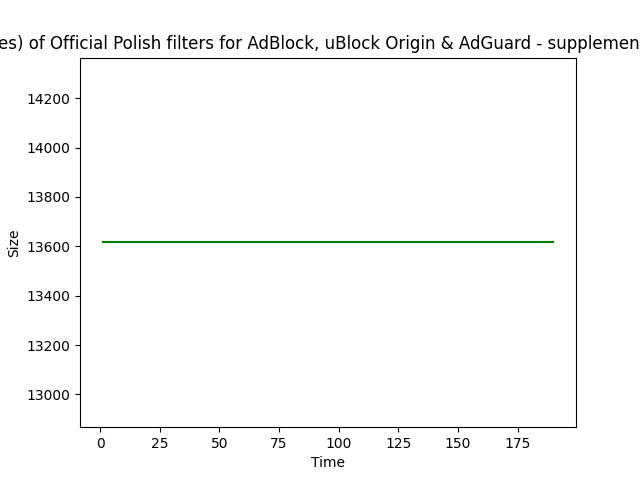 es) of Official Polish filters for AdBlock, uBlock Origin & AdGuard - supplemen
14200
14000
13800
13600
13400
13200
13000
Size
0 25 50 75 100 125 150 175
Time